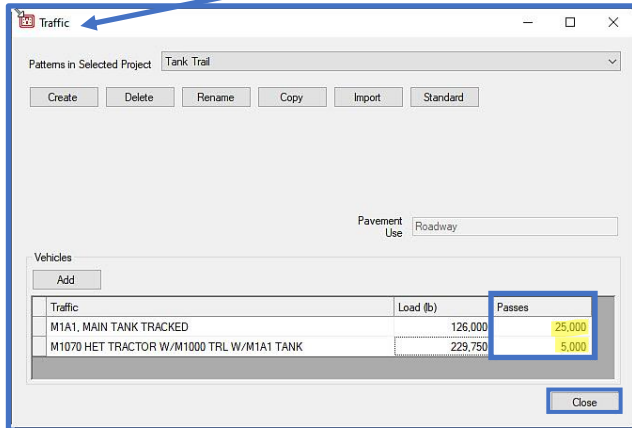 Traffic
Patterns in Selected Project Tank Trail
Create Delete Rename Copy Import Standard
Pavement Use Roadway
Vehicles
Add
Traffic Load (lb) Passes
M1A1, MAIN TANK TRACKED 126,000 25,000
M1070 HET TRACTOR W/M1000 TRL W/M1A1 TANK 229,750 5,000
Close